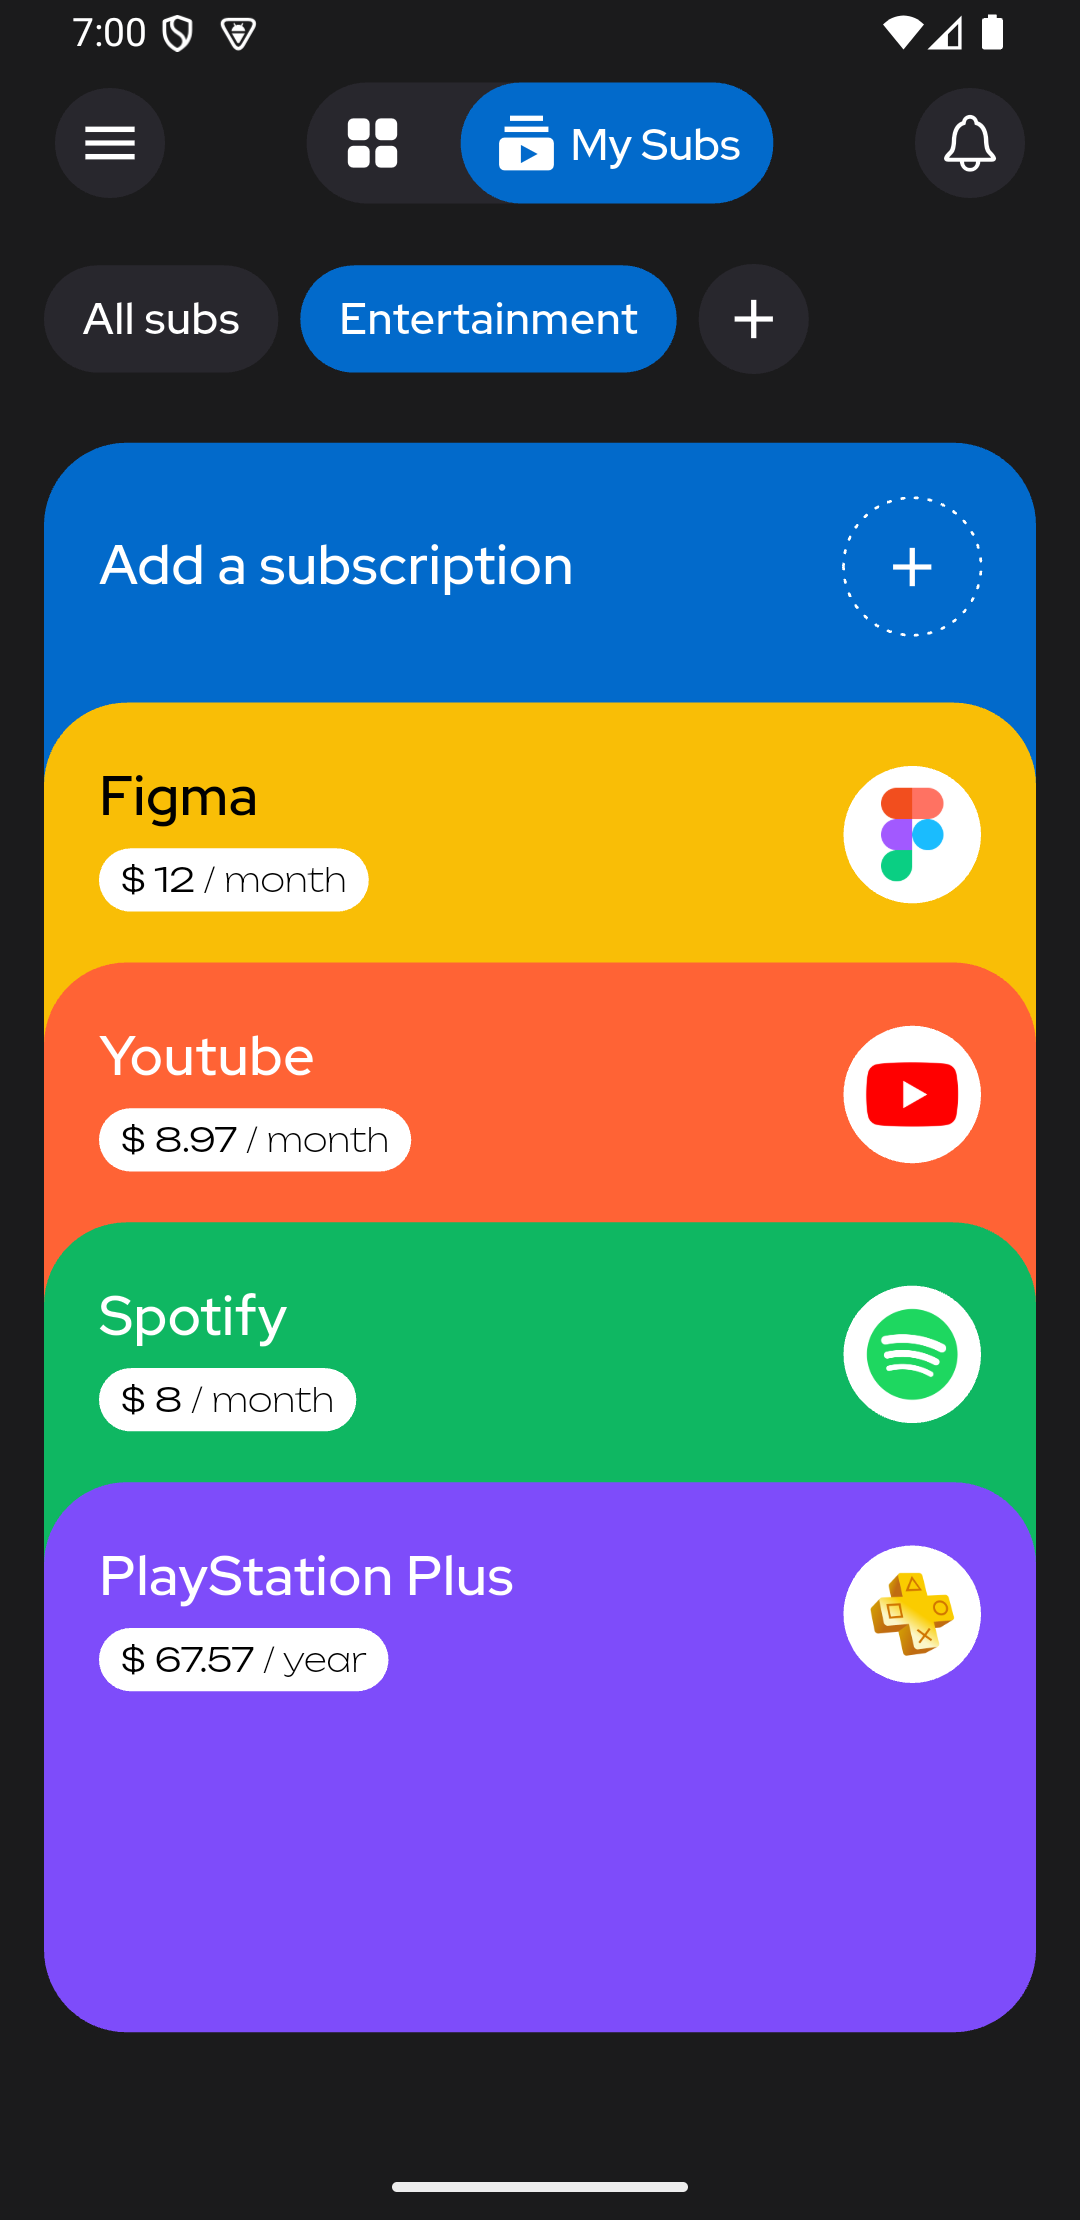 7:00
My Subs
All subs
Entertainment
Add a subscription
Figma
$ 12 / month
Youtube
$ 8.97 / month
Spotify
$ 8 / month
PlayStation Plus
$ 67.57 / year